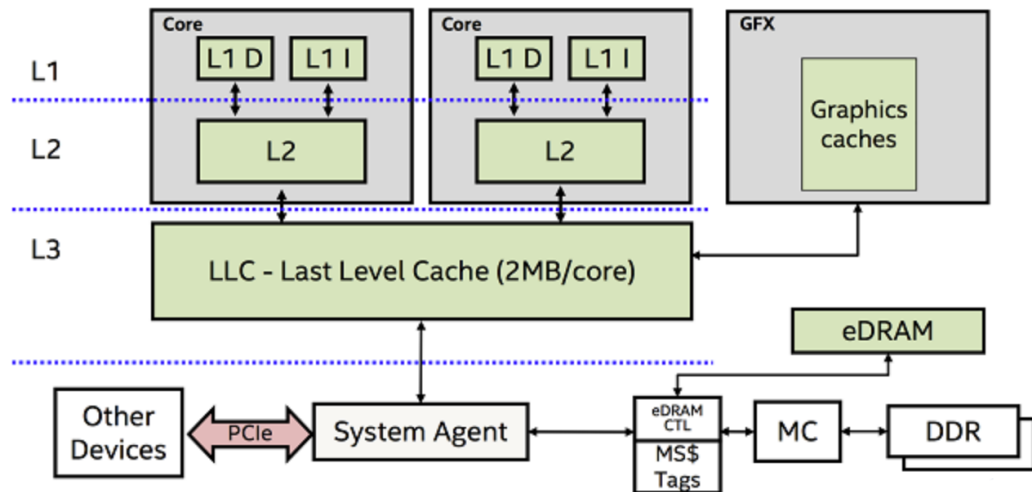 Core
Core
GFX
L1
L1 D
L1 I
L1 D
L1 I
Graphics
caches
L2
L2
L2
L3
LLC - Last Level Cache (2MB/core)
eDRAM
Other
Devices
PCIe
System Agent
eDRAM
CTL
MS$
Tags
MC
DDR